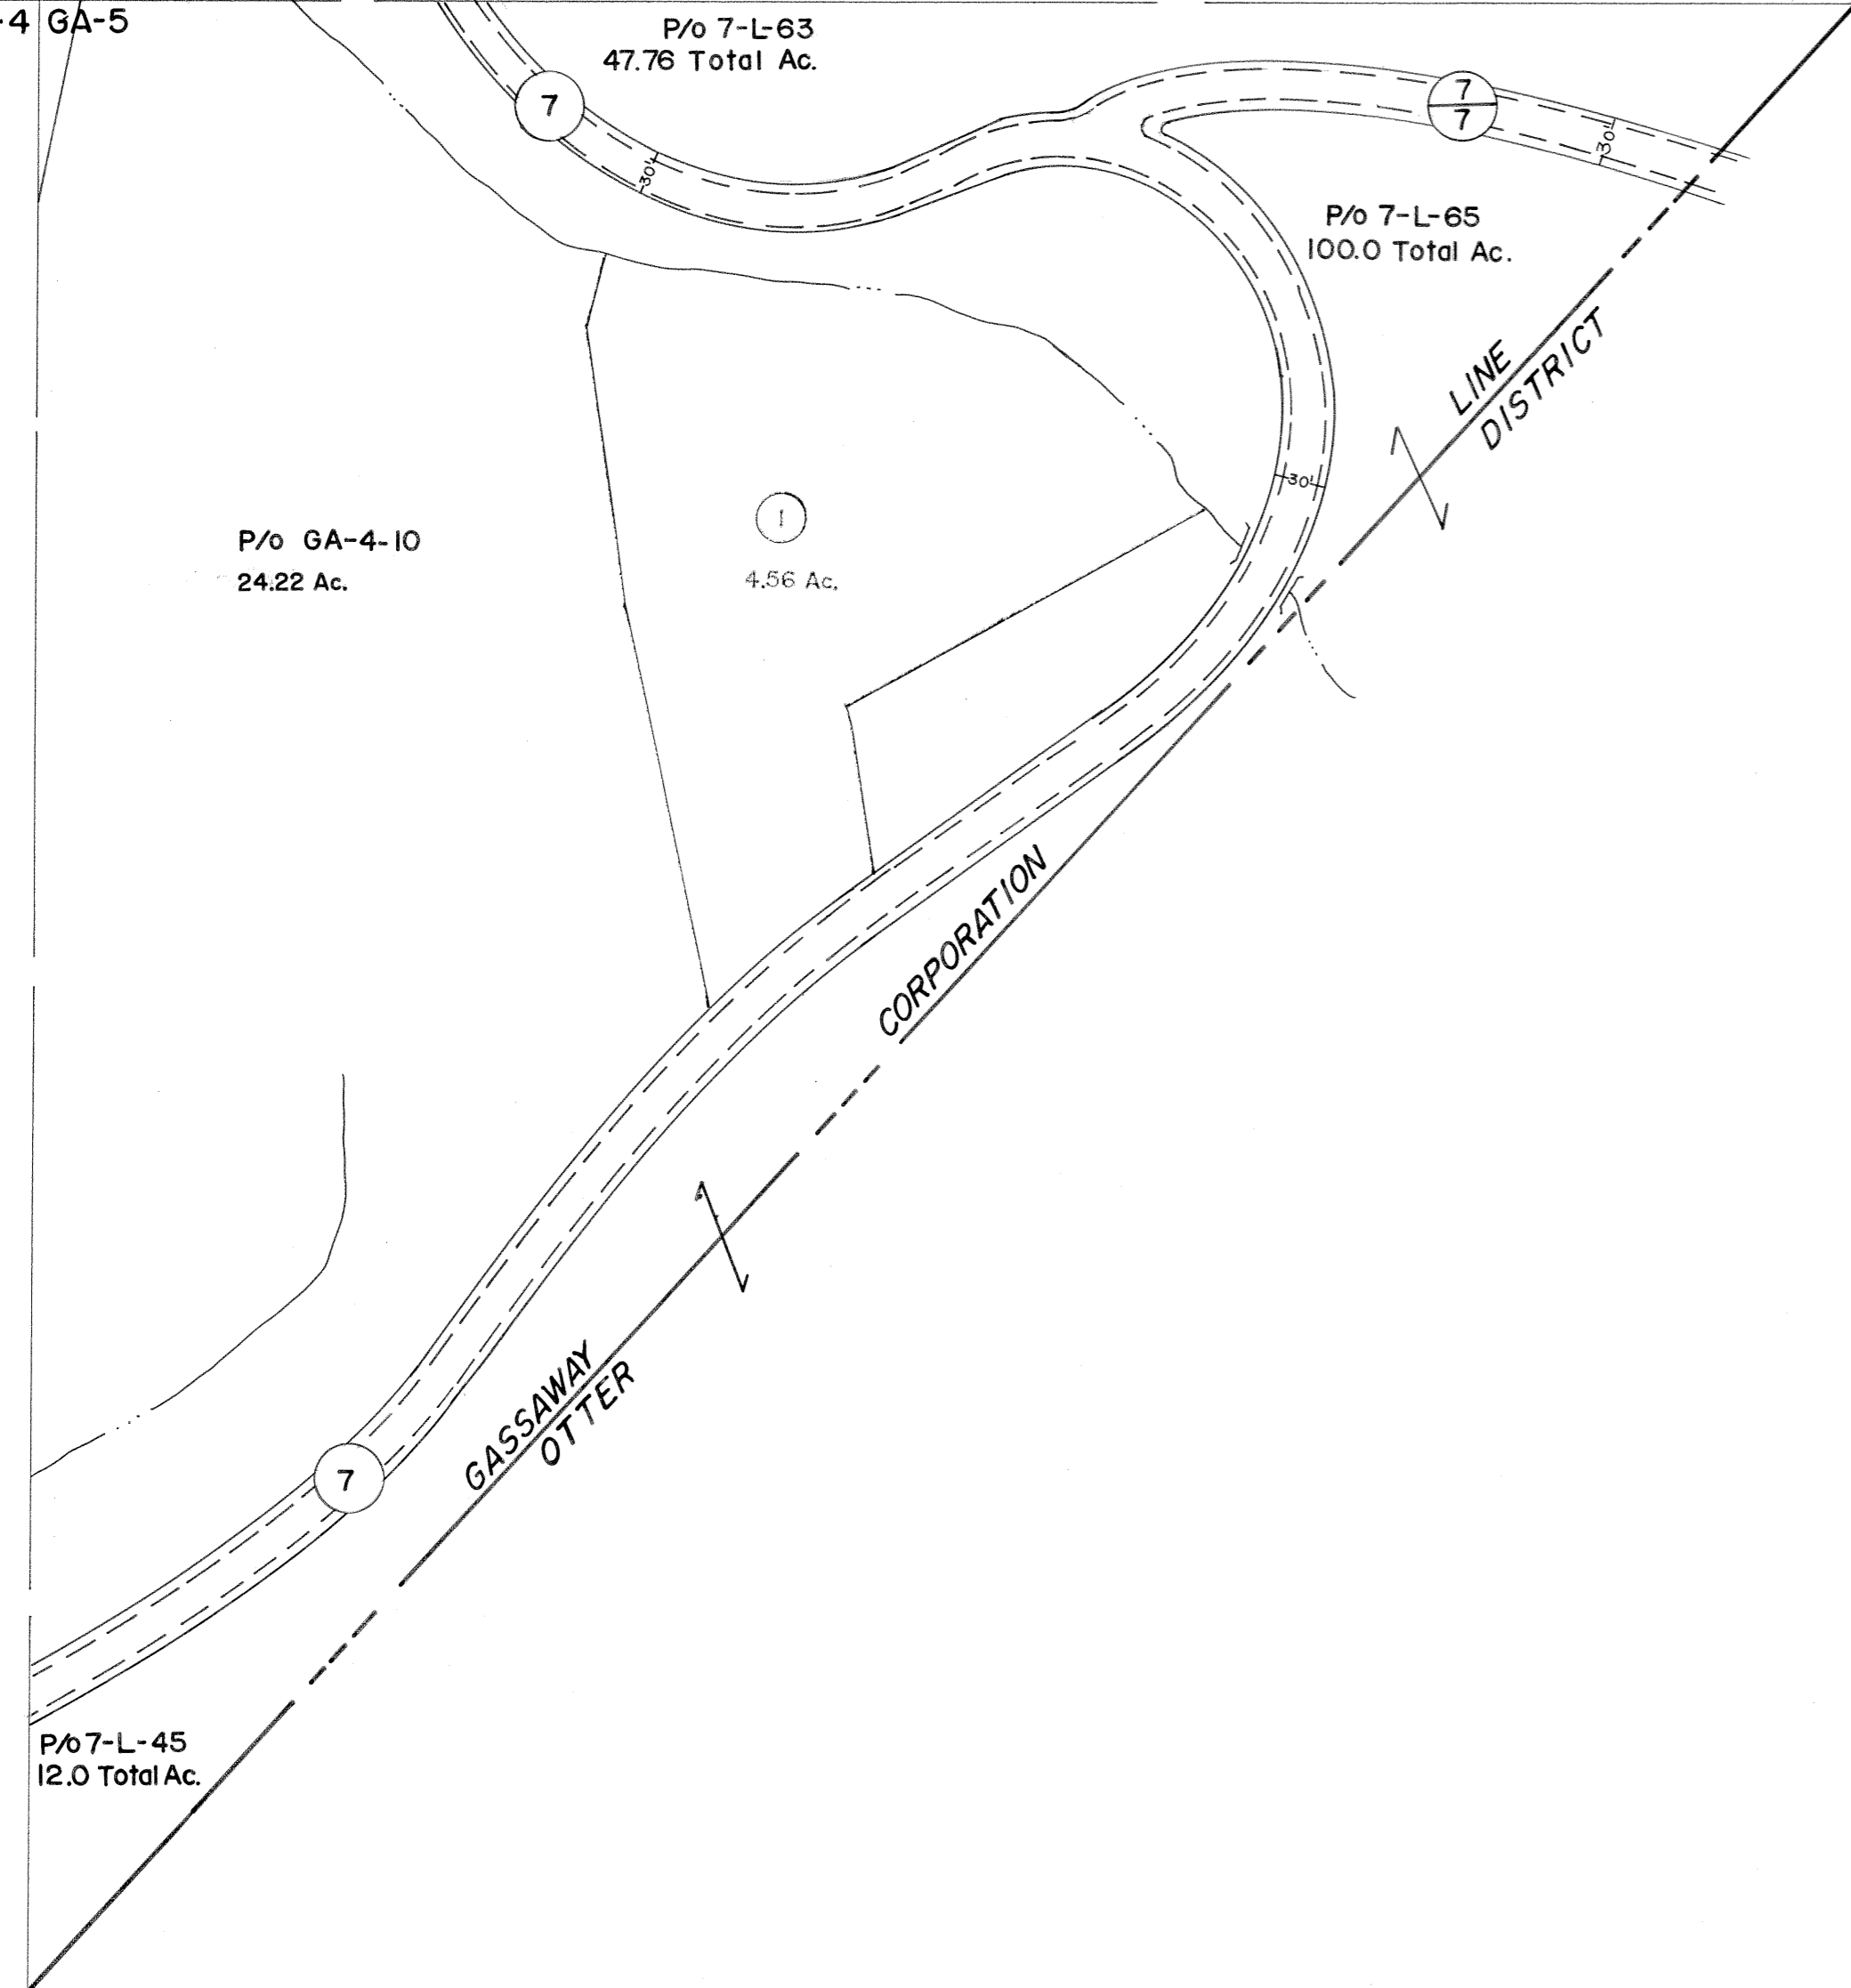 -4 GA-5
P/o 7-L-63
47.76 Total Ac.
7
7
7
30'
30'
P/o 7-L-65
100.0 Total Ac.
LINE
DISTRICT
30'
1
4.56 Ac.
P/o GA-4-10
24.22 Ac.
CORPORATION
GASSAWAY
OTTER
7
P/o 7-L-45
12.0 Total Ac.